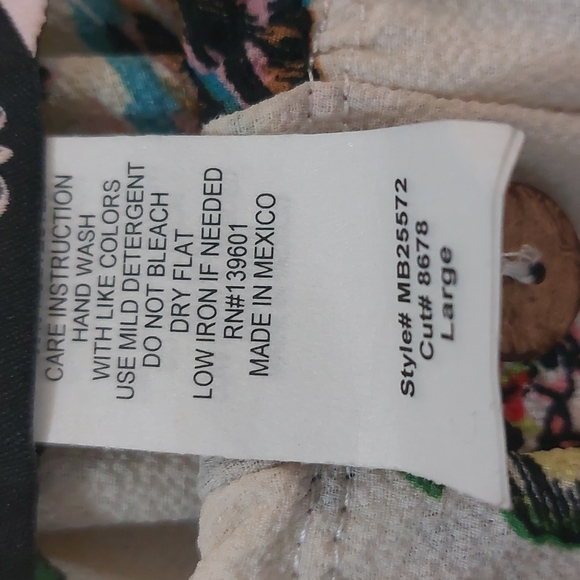 CARE INSTRUCTION
HAND WASH
WITH LIKE COLORS
USE MILD DETERGENT
DO NOT BLEACH
DRY FLAT
LOW IRON IF NEEDED
RN#139601
MADE IN MEXICO
Style# MB25572
Cut# 8678
Large